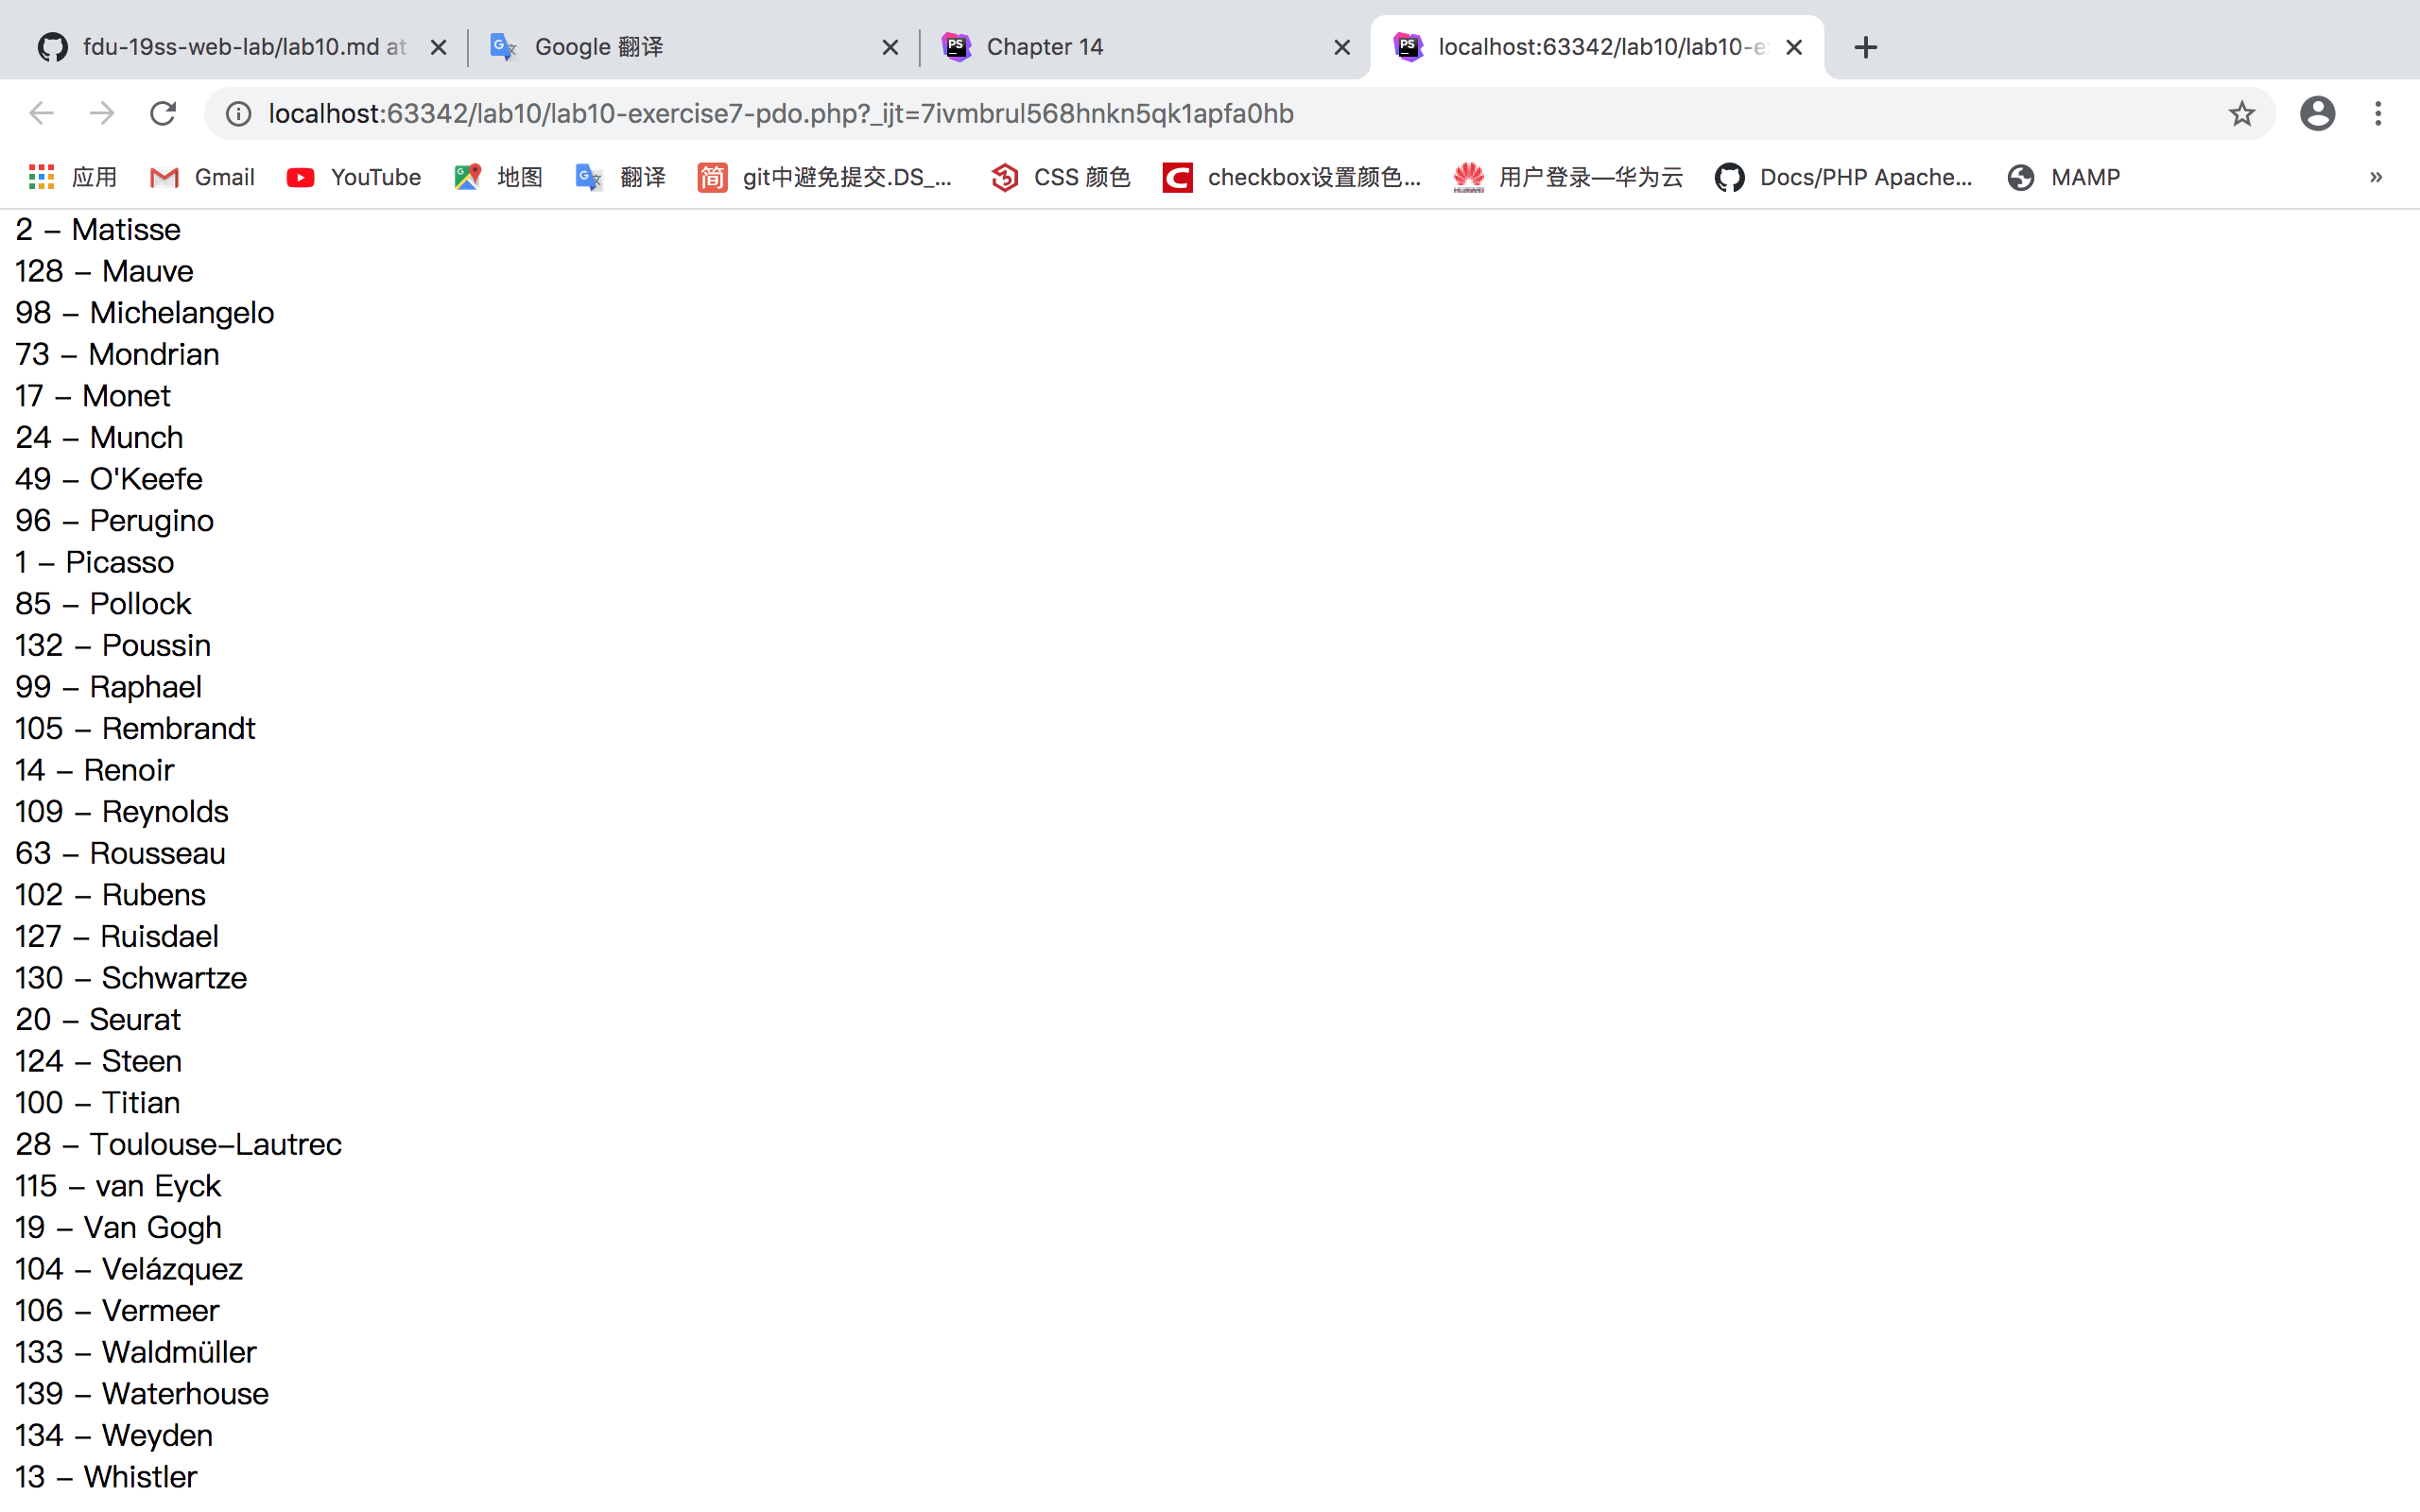 fdu-19ss-web-lab/lab10.md at
Google 翻译
Chapter 14
localhost:63342/lab10/lab10-e
localhost:63342/lab10/lab10-exercise7-pdo.php?_ijt=7ivmbrul568hnkn5qk1apfa0hb
应用 Gmail YouTube 地图 翻译 简 git中避免提交.DS_... CSS 颜色 checkbox设置颜色... 用户登录—华为云 Docs/PHP Apache... MAMP »
2 – Matisse
128 – Mauve
98 – Michelangelo
73 – Mondrian
17 – Monet
24 – Munch
49 – O'Keefe
96 – Perugino
1 – Picasso
85 – Pollock
132 – Poussin
99 – Raphael
105 – Rembrandt
14 – Renoir
109 – Reynolds
63 – Rousseau
102 – Rubens
127 – Ruisdael
130 – Schwartze
20 – Seurat
124 – Steen
100 – Titian
28 – Toulouse–Lautrec
115 – van Eyck
19 – Van Gogh
104 – Velázquez
106 – Vermeer
133 – Waldmüller
139 – Waterhouse
134 – Weyden
13 – Whistler